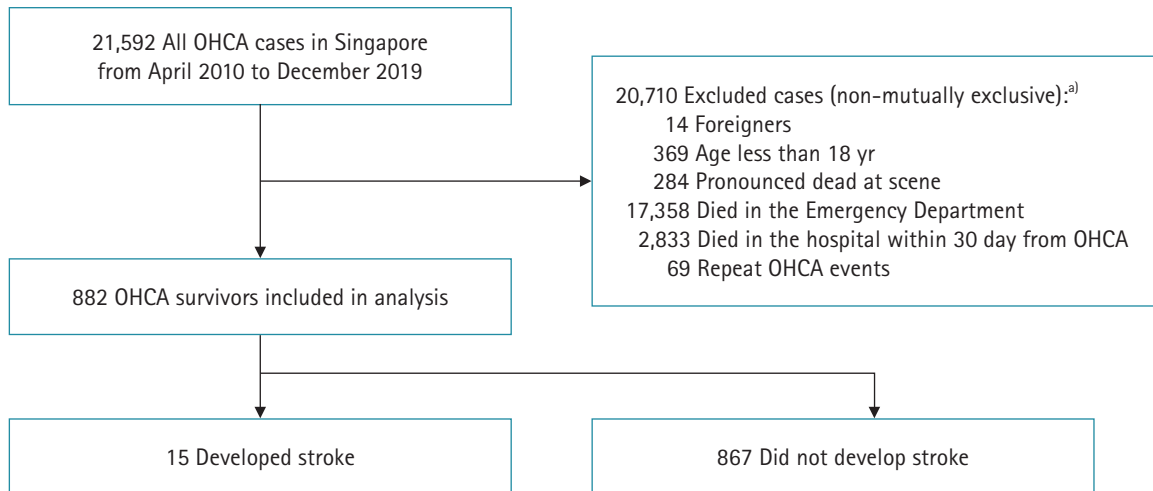 21,592 All OHCA cases in Singapore
from April 2010 to December 2019
20,710 Excluded cases (non-mutually exclusive):a)
14 Foreigners
369 Age less than 18 yr
284 Pronounced dead at scene
17,358 Died in the Emergency Department
2,833 Died in the hospital within 30 day from OHCA
69 Repeat OHCA events
882 OHCA survivors included in analysis
15 Developed stroke
867 Did not develop stroke